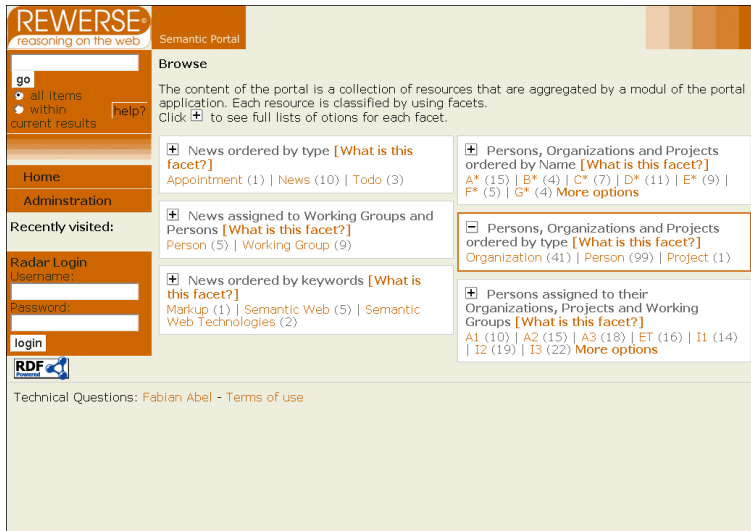 REWERSE©
reasoning on the web
Semantic Portal
go
all items
within
current results
help?
Home
Adminstration
Recently visited:
Radar Login
Username:
Password:
login
RDF
Powered
Browse
The content of the portal is a collection of resources that are aggregated by a modul of the portal
application. Each resource is classified by using facets.
Click + to see full lists of otions for each facet.
News ordered by type [What is this
facet?]
Appointment (1) | News (10) | Todo (3)
News assigned to Working Groups and
Persons [What is this facet?]
Person (5) | Working Group (9)
News ordered by keywords [What is
this facet?]
Markup (1) | Semantic Web (5) | Semantic
Web Technologies (2)
Persons, Organizations and Projects
ordered by Name [What is this facet?]
A* (15) | B* (4) | C* (7) | D* (11) | E* (9) |
F* (5) | G* (4) More options
Persons, Organizations and Projects
ordered by type [What is this facet?]
Organization (41) | Person (99) | Project (1)
Persons assigned to their
Organizations, Projects and Working
Groups [What is this facet?]
A1 (10) | A2 (15) | A3 (18) | ET (16) | I1 (14)
| I2 (19) | I3 (22) More options
Technical Questions: Fabian Abel - Terms of use